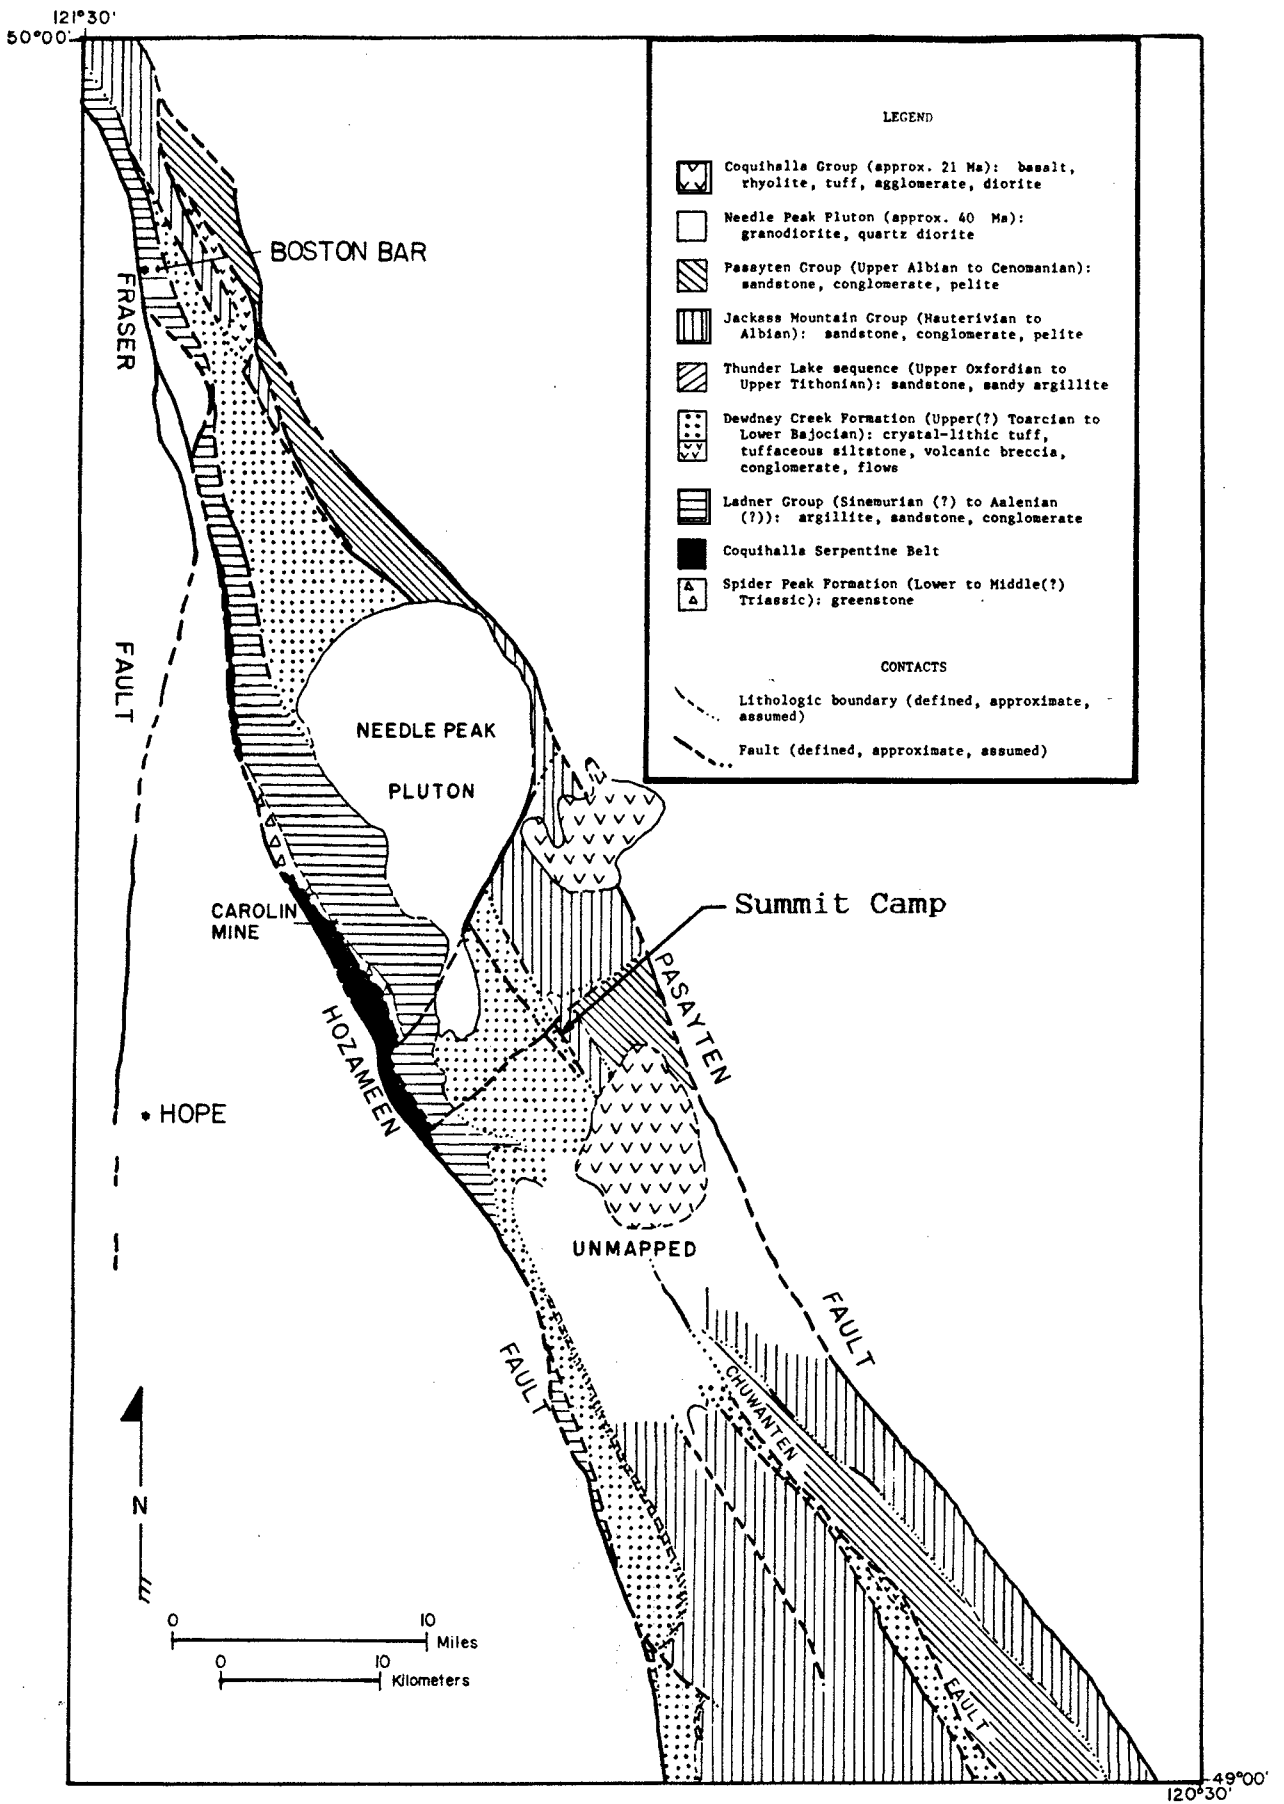 121°30'
50°00'
LEGEND
Coquihalla Group (approx. 21 Ma): basalt,
rhyolite, tuff, agglomerate, diorite
Needle Peak Pluton (approx. 40 Ma):
granodiorite, quartz diorite
Pasayten Group (Upper Albian to Cenomanian):
sandstone, conglomerate, pelite
Jackass Mountain Group (Hauterivian to
Albian): sandstone, conglomerate, pelite
Thunder Lake sequence (Upper Oxfordian to
Upper Tithonian): sandstone, sandy argillite
Dewdney Creek Formation (Upper(?) Toarcian to
Lower Bajocian): crystal-lithic tuff,
tuffaceous siltstone, volcanic breccia,
conglomerate, flows
Ladner Group (Sinemurian (?) to Aalenian
(?)): argillite, sandstone, conglomerate
Coquihalla Serpentine Belt
Spider Peak Formation (Lower to Middle(?)
Triassic): greenstone
CONTACTS
Lithologic boundary (defined, approximate,
assumed)
Fault (defined, approximate, assumed)
BOSTON BAR
FRASER
FAULT
NEEDLE PEAK
PLUTON
CAROLIN
MINE
Summit Camp
PASAYTEN
HOZAMEEN
HOPE
UNMAPPED
FAULT
FAULT
CHUWANTEN
FAULT
N
0 10
Miles
0 10
Kilometers
49°00'
120°30'